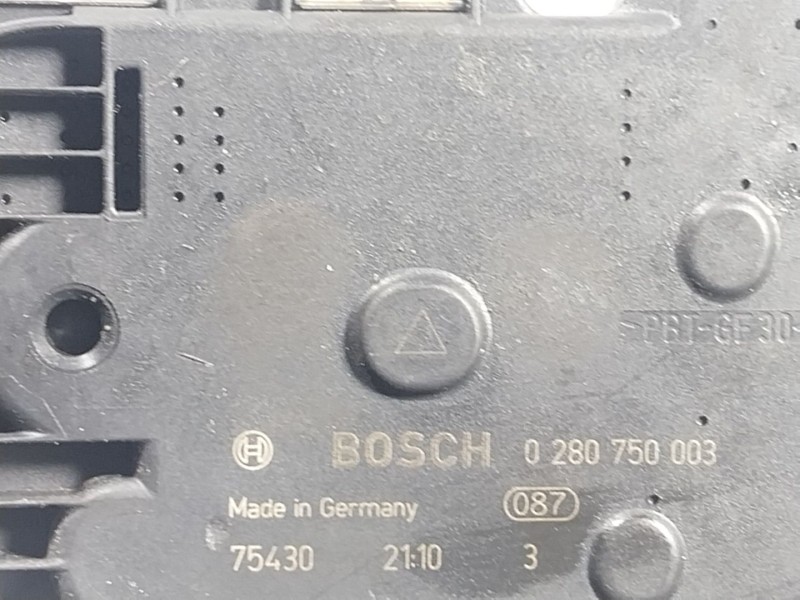 >PBT-GF30<
BOSCH 0 280 750 003
Made in Germany 087
75430 21:10 3